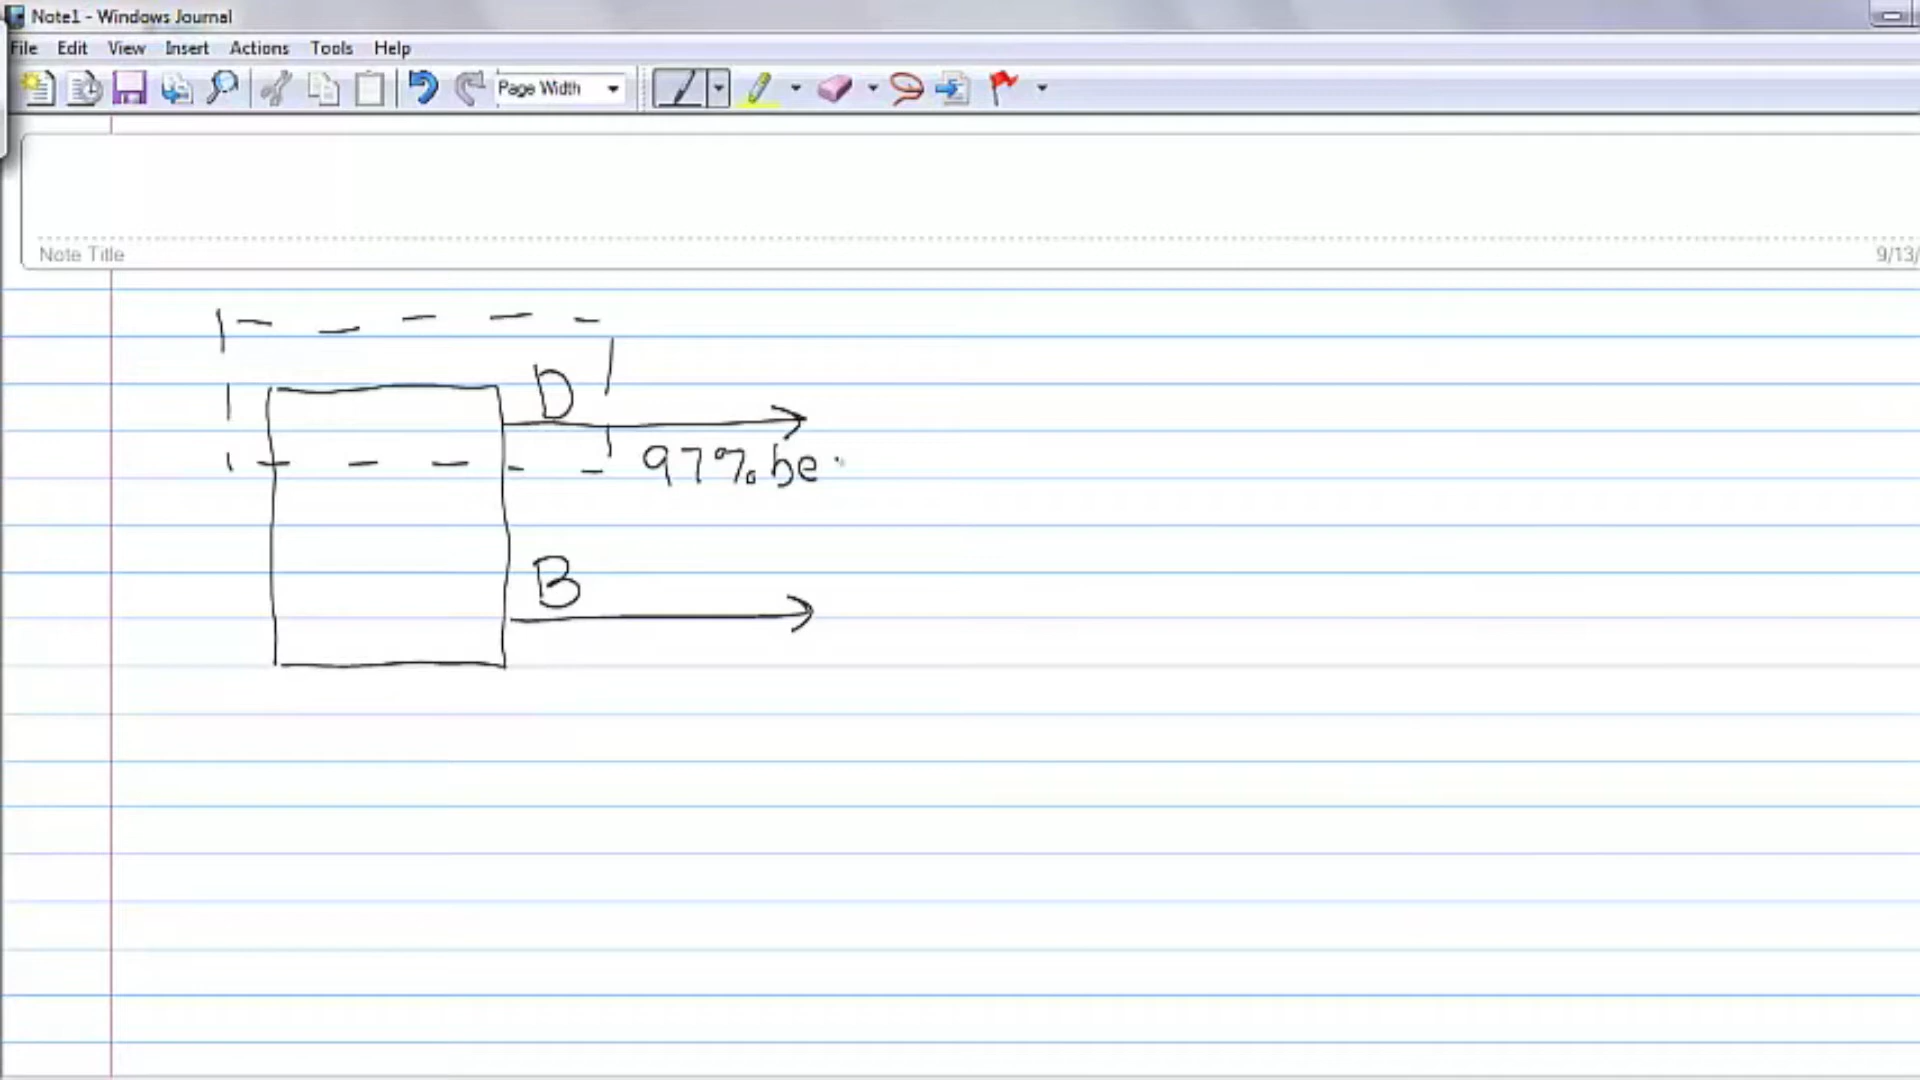 Note1 - Windows Journal
File Edit View Insert Actions Tools Help
Page Width
Note Title
9/13/
D
97% be
B